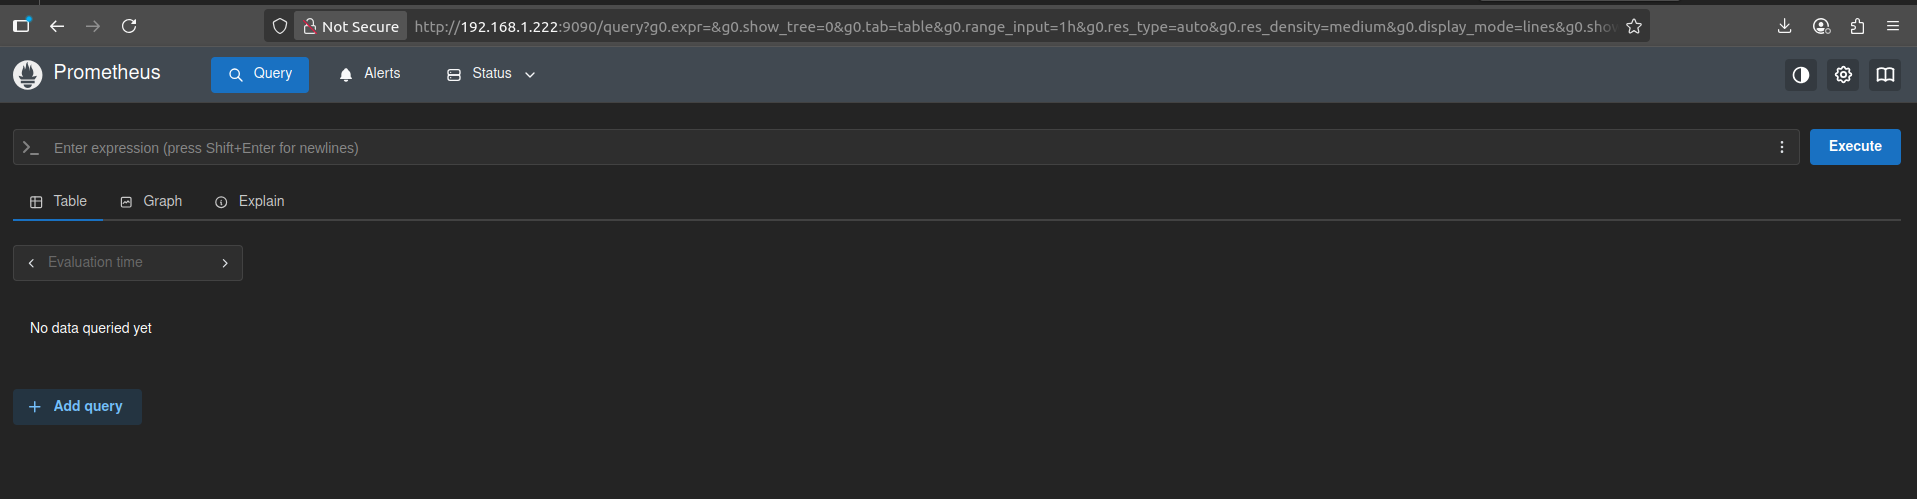 Not Secure http://192.168.1.222:9090/query?g0.expr=&g0.show_tree=0&g0.tab=table&g0.range_input=1h&g0.res_type=auto&g0.res_density=medium&g0.display_mode=lines&g0.show
Prometheus Query Alerts Status
Enter expression (press Shift+Enter for newlines) Execute
Table Graph Explain
Evaluation time
No data queried yet
Add query